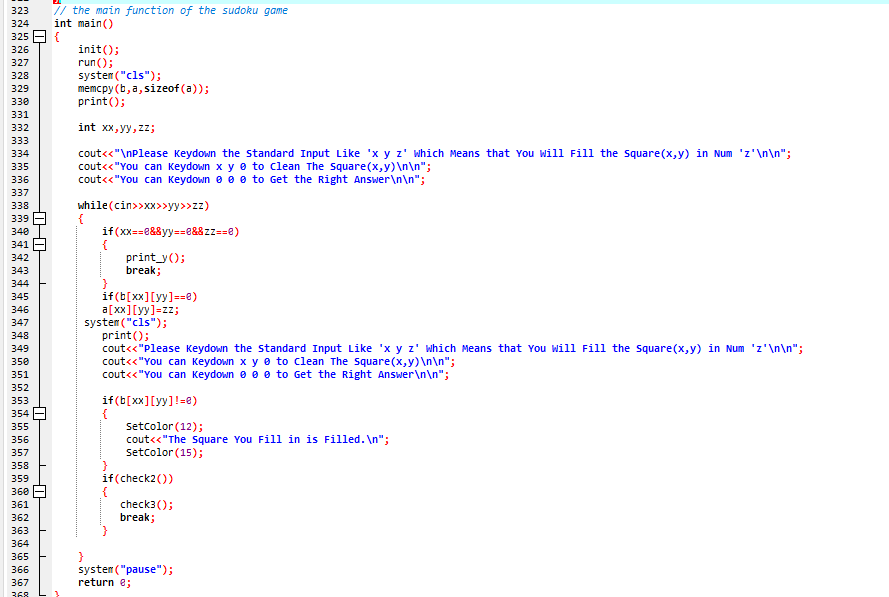 323 // the main function of the sudoku game
324 int main()
325 {
326 init();
327 run();
328 system("cls");
329 memcpy(b,a,sizeof(a));
330 print();
331
332 int xx,yy,zz;
333
334 cout<<"\nPlease Keydown the Standard Input Like 'x y z' Which Means that You Will Fill the Square(x,y) in Num 'z'\n\n";
335 cout<<"You can Keydown x y 0 to Clean The Square(x,y)\n\n";
336 cout<<"You can Keydown 0 0 0 to Get the Right Answer\n\n";
337
338 while(cin>>xx>>yy>>zz)
339 {
340 if(xx==0&&yy==0&&zz==0)
341 {
342 print_y();
343 break;
344 }
345 if(b[xx][yy]==0)
346 a[xx][yy]=zz;
347 system("cls");
348 print();
349 cout<<"Please Keydown the Standard Input Like 'x y z' Which Means that You Will Fill the Square(x,y) in Num 'z'\n\n";
350 cout<<"You can Keydown x y 0 to Clean The Square(x,y)\n\n";
351 cout<<"You can Keydown 0 0 0 to Get the Right Answer\n\n";
352
353 if(b[xx][yy]!=0)
354 {
355 SetColor(12);
356 cout<<"The Square You Fill in is Filled.\n";
357 SetColor(15);
358 }
359 if(check2())
360 {
361 check3();
362 break;
363 }
364
365 }
366 system("pause");
367 return 0;
368 }